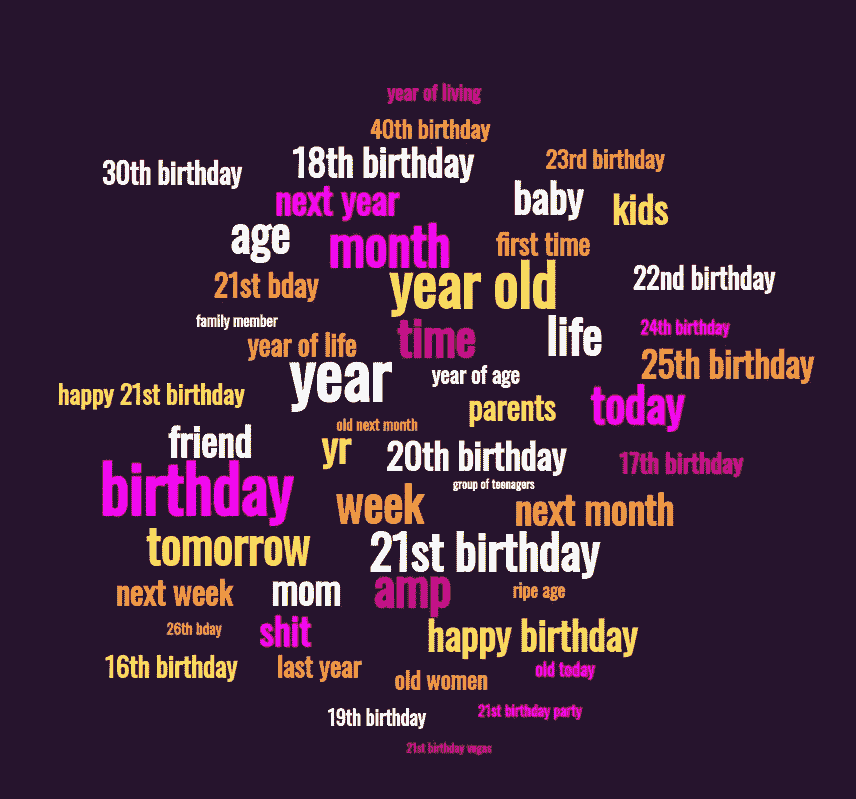 year of living
40th birthday
18th birthday
23rd birthday
30th birthday
next year
baby
kids
age
month
first time
year old
22nd birthday
21st bday
family member
time
life
24th birthday
year of life
25th birthday
year
year of age
happy 21st birthday
parents
today
old next month
friend
yr
20th birthday
17th birthday
birthday
group of teenagers
week
next month
tomorrow
21st birthday
next week
mom
amp
ripe age
26th bday
shit
happy birthday
16th birthday
last year
old women
old today
19th birthday
21st birthday party
21st birthday vegas